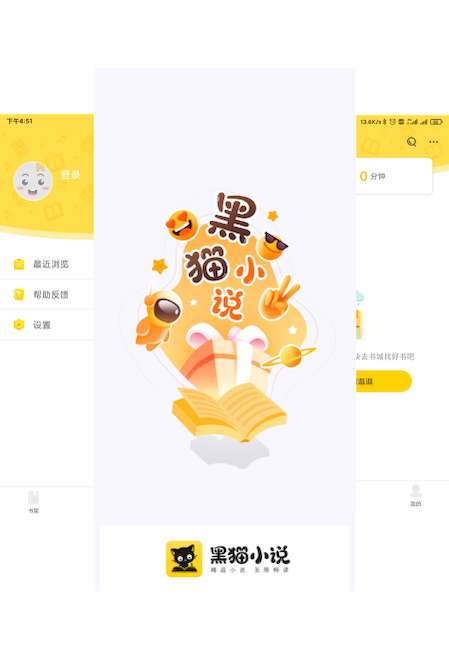 下午4:51
登录
最近浏览
帮助反馈
设置
书架
黑
猫小
说
黑猫小说
精品小说 无限畅读
13.6K/s
0 分钟
去书城找好书吧
逛逛
我的